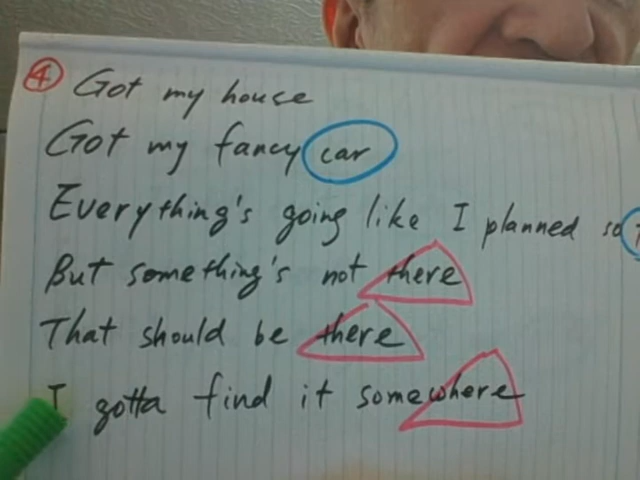 ④ Got my house
Got my fancy car
Everything's going like I planned so
But something's not there
That should be there
I gotta find it somewhere